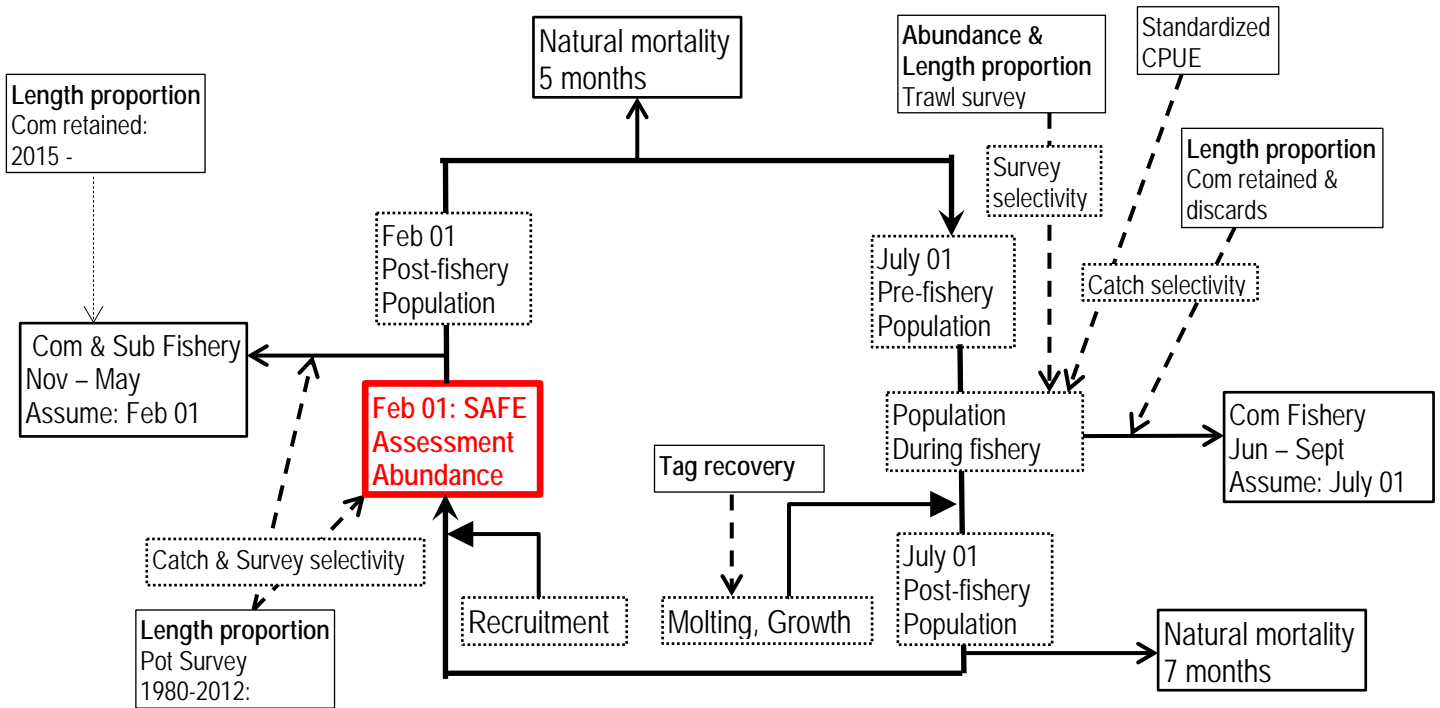 Natural mortality
5 months
Abundance &
Length proportion
Trawl survey
Standardized
CPUE
Length proportion
Com retained:
2015 -
Length proportion
Com retained &
discards
Survey
selectivity
Feb 01
Post-fishery
Population
July 01
Pre-fishery
Population
Catch selectivity
Com & Sub Fishery
Nov – May
Assume: Feb 01
Feb 01: SAFE
Assessment
Abundance
Population
During fishery
Com Fishery
Jun – Sept
Assume: July 01
Tag recovery
Catch & Survey selectivity
July 01
Post-fishery
Population
Recruitment
Molting, Growth
Length proportion
Pot Survey
1980-2012:
Natural mortality
7 months